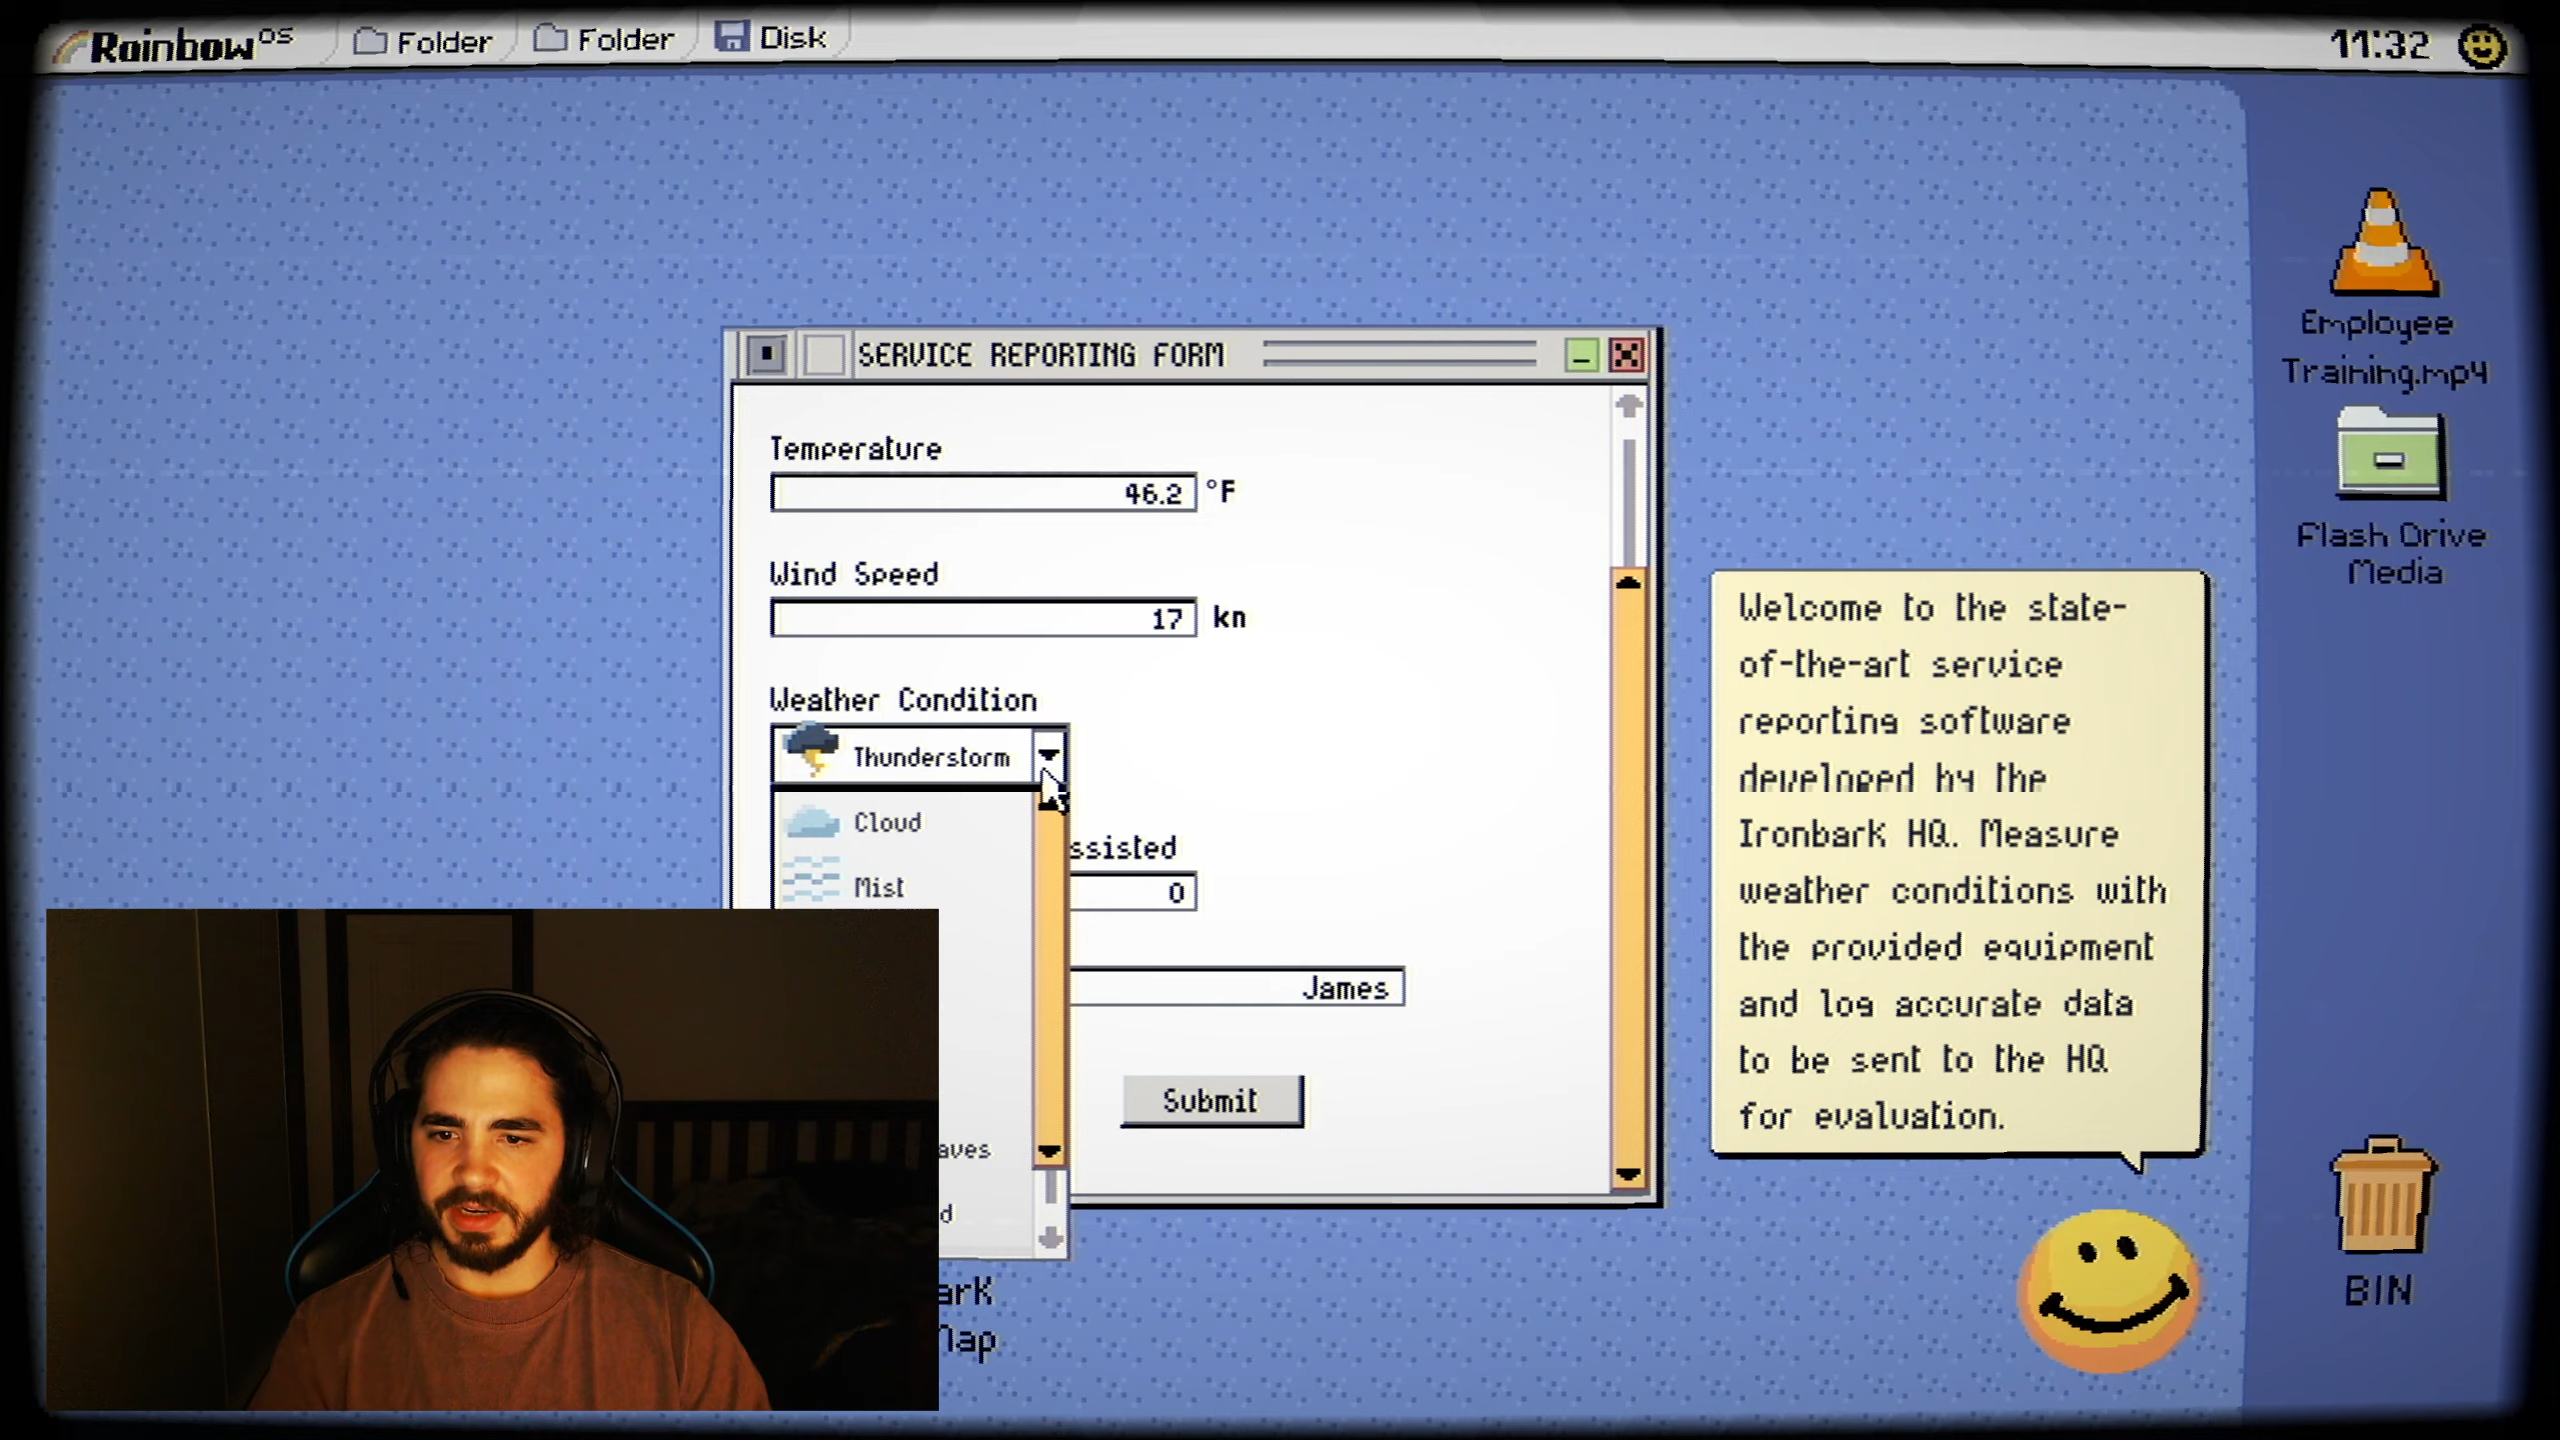 Rainbow OS
Folder
Folder
Disk
11:32
SERVICE REPORTING FORM
Temperature
46.2 °F
Wind Speed
17 kn
Weather Condition
Thunderstorm
Cloud
Mist
ssisted
0
James
aves
d
Submit
arK
Map
Welcome to the state-
of-the-art service
reporting software
developed by the
IronbarK HQ. Measure
weather conditions with
the provided equipment
and log accurate data
to be sent to the HQ
for evaluation.
Employee
Training.mp4
Flash Drive
Media
BIN